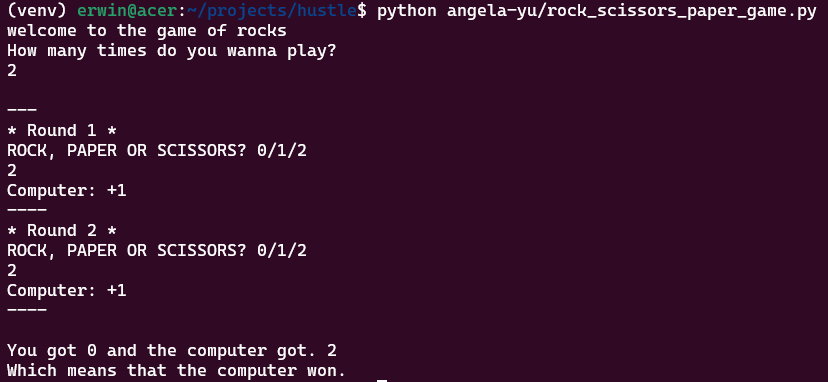 (venv) erwin@acer:~/projects/hustle$ python angela-yu/rock_scissors_paper_game.py
welcome to the game of rocks
How many times do you wanna play?
2
---
* Round 1 *
ROCK, PAPER OR SCISSORS? 0/1/2
2
Computer: +1
----
* Round 2 *
ROCK, PAPER OR SCISSORS? 0/1/2
2
Computer: +1
----
You got 0 and the computer got. 2
Which means that the computer won.